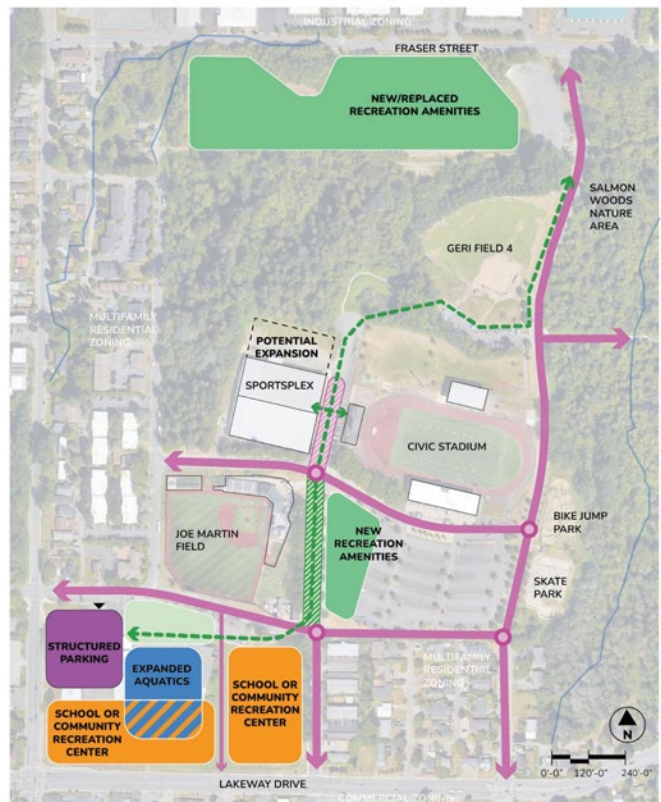 INDUSTRIAL ZONING
FRASER STREET
NEW/REPLACED
RECREATION AMENITIES
SALMON
WOODS
NATURE
AREA
GERI FIELD 4
MULTIFAMILY
RESIDENTIAL
ZONING
POTENTIAL
EXPANSION
SPORTSPLEX
CIVIC STADIUM
JOE MARTIN
FIELD
NEW
RECREATION
AMENITIES
BIKE JUMP
PARK
SKATE
PARK
STRUCTURED
PARKING
EXPANDED
AQUATICS
SCHOOL OR
COMMUNITY
RECREATION
CENTER
SCHOOL OR
COMMUNITY
RECREATION
CENTER
MULTIFAMILY
RESIDENTIAL
ZONING
N
0'-0" 120'-0" 240'-0"
LAKEWAY DRIVE
COMMERCIAL ZONING